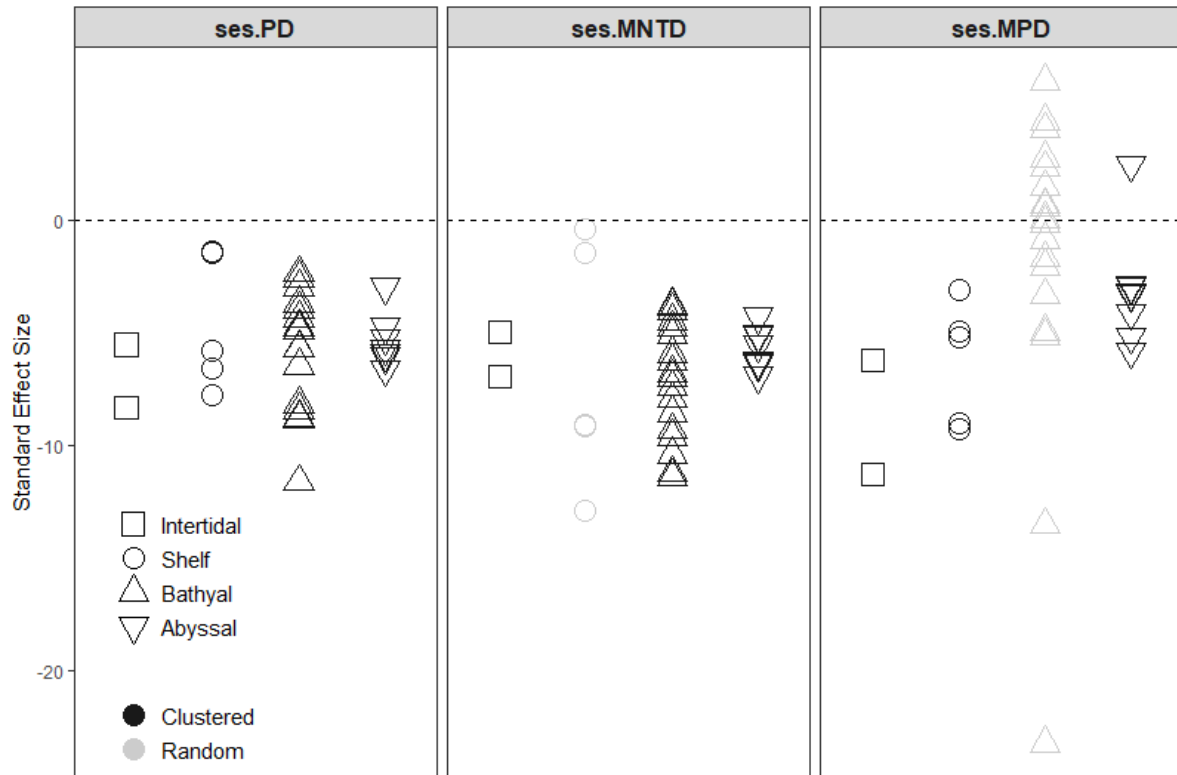 ses.PD
ses.MNTD
ses.MPD
Standard Effect Size
0
-10
-20
Intertidal
Shelf
Bathyal
Abyssal
Clustered
Random